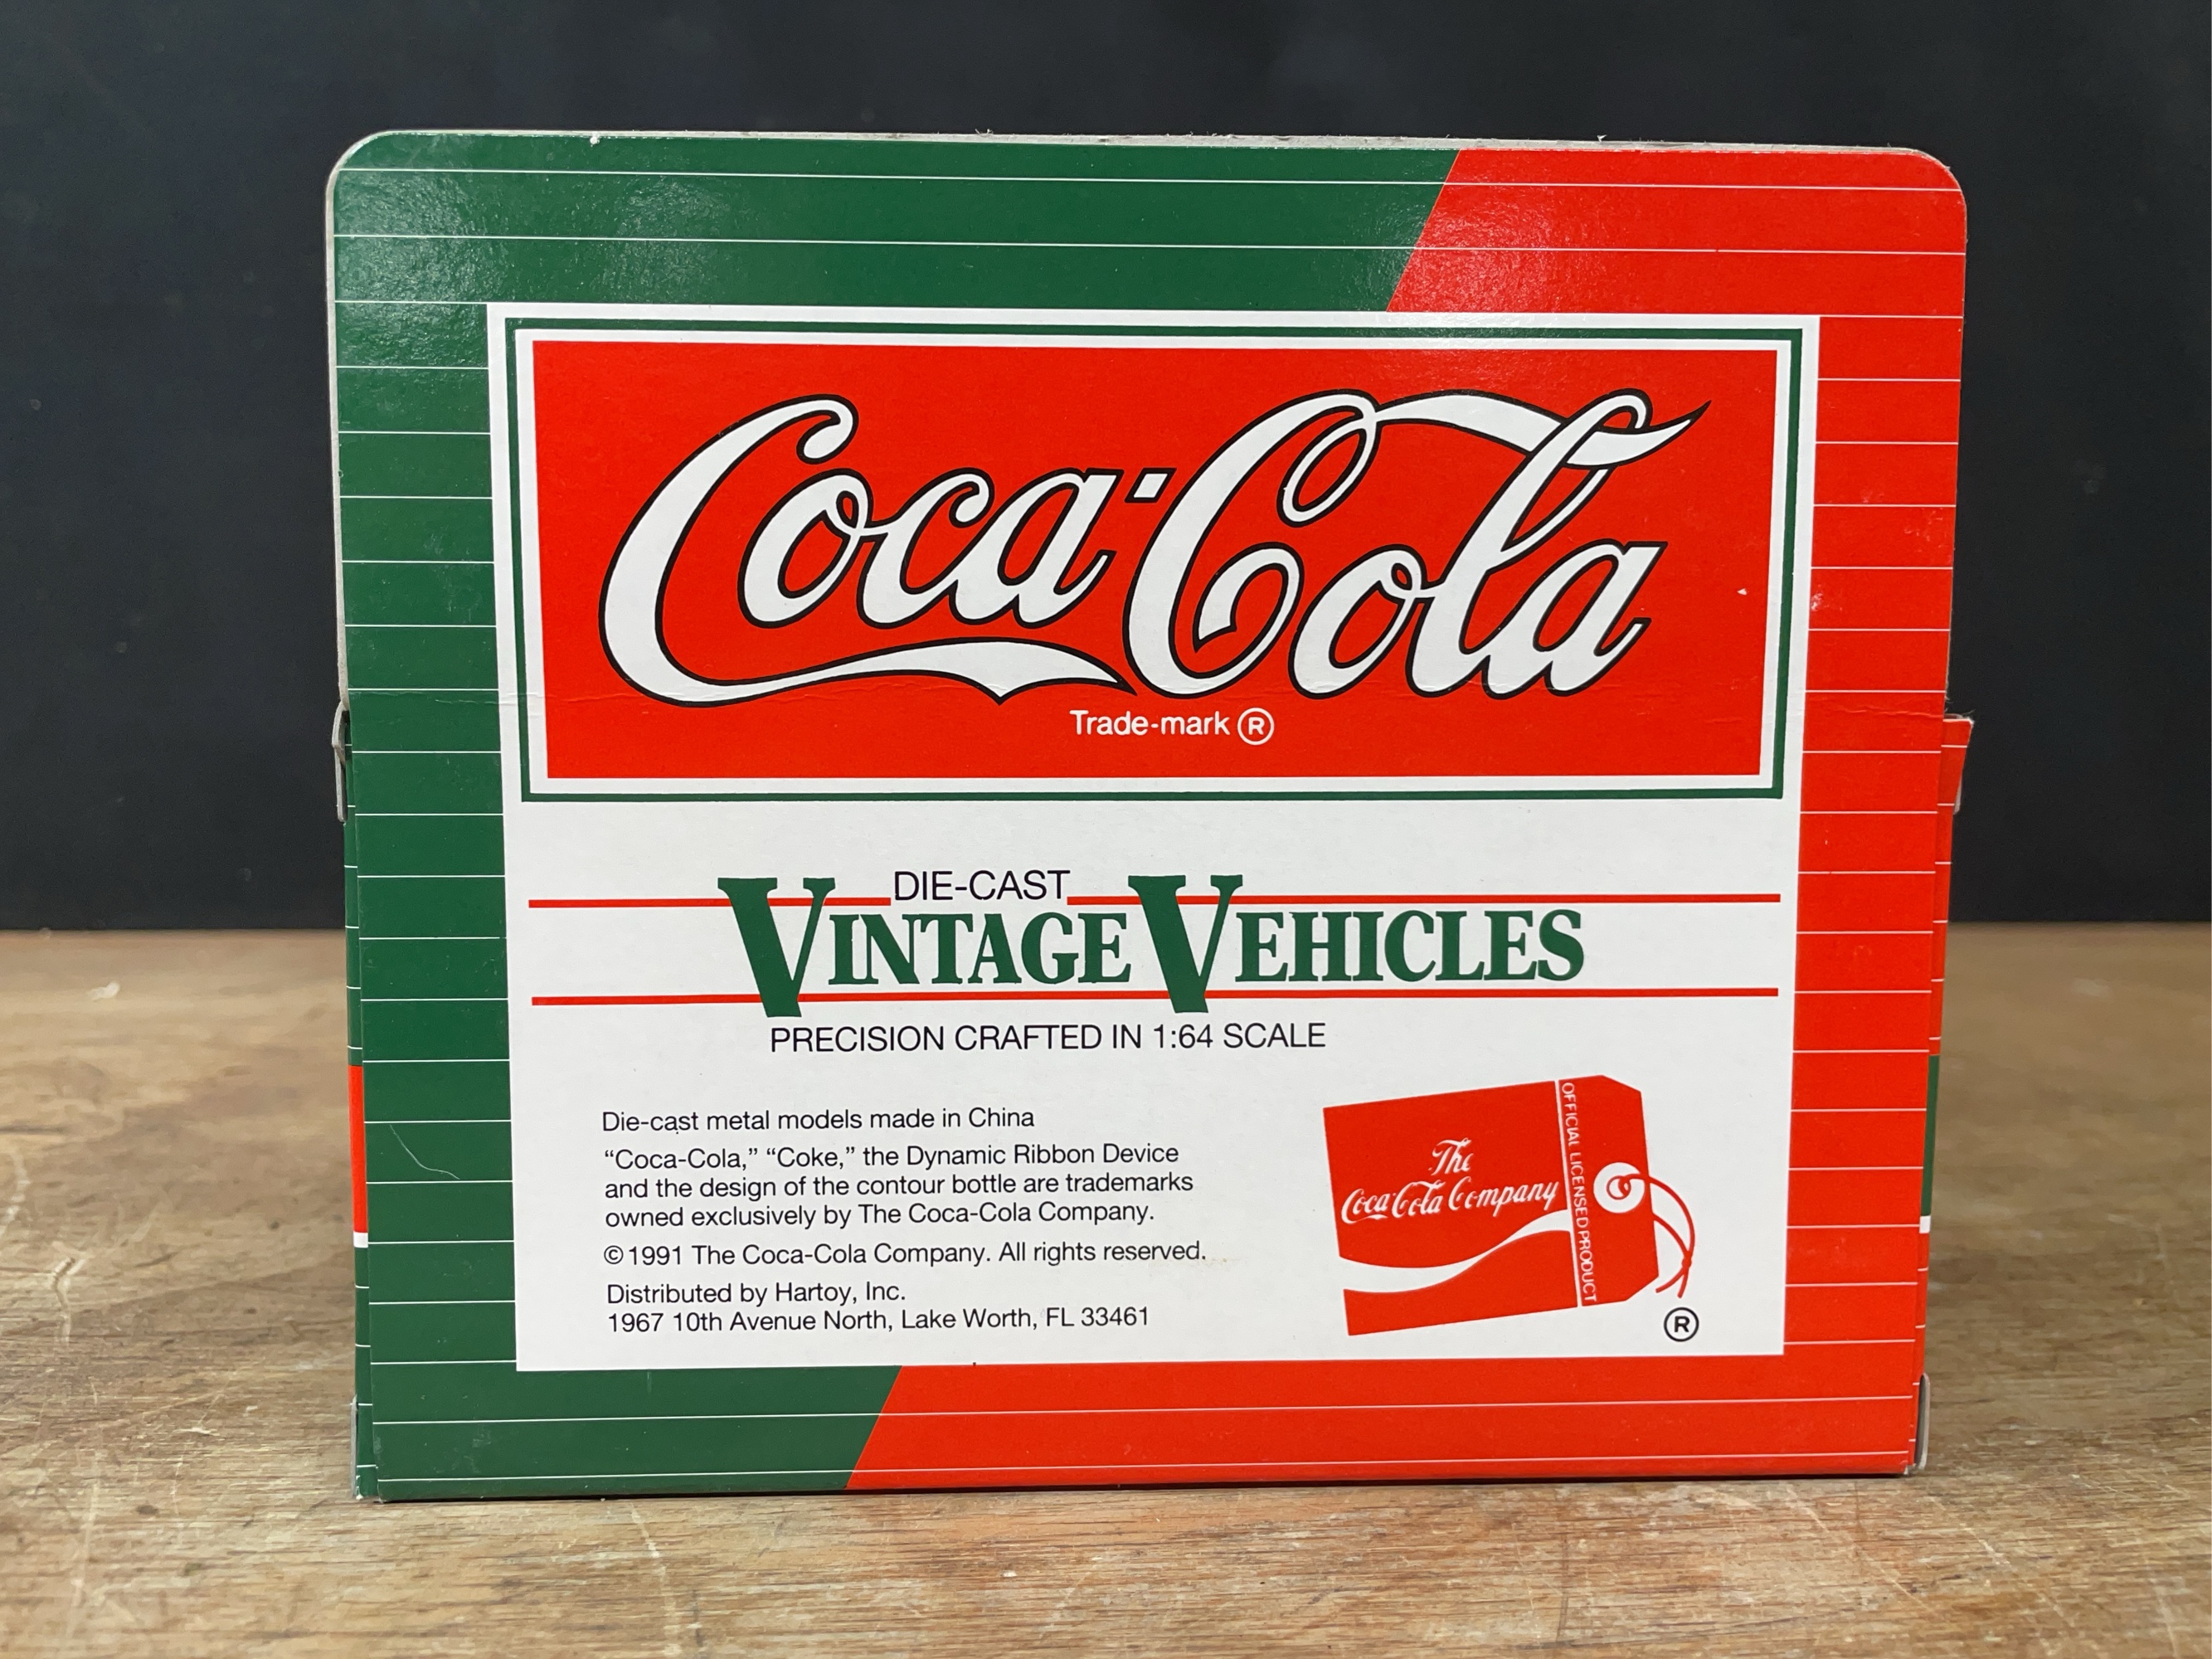 Coca-Cola
Trade-mark ®
DIE-CAST
VINTAGE VEHICLES
PRECISION CRAFTED IN 1:64 SCALE
Die-cast metal models made in China
“Coca-Cola,” “Coke,” the Dynamic Ribbon Device
and the design of the contour bottle are trademarks
owned exclusively by The Coca-Cola Company.
© 1991 The Coca-Cola Company. All rights reserved.
Distributed by Hartoy, Inc.
1967 10th Avenue North, Lake Worth, FL 33461
The
Coca-Cola Company
OFFICIAL LICENSED PRODUCT
®